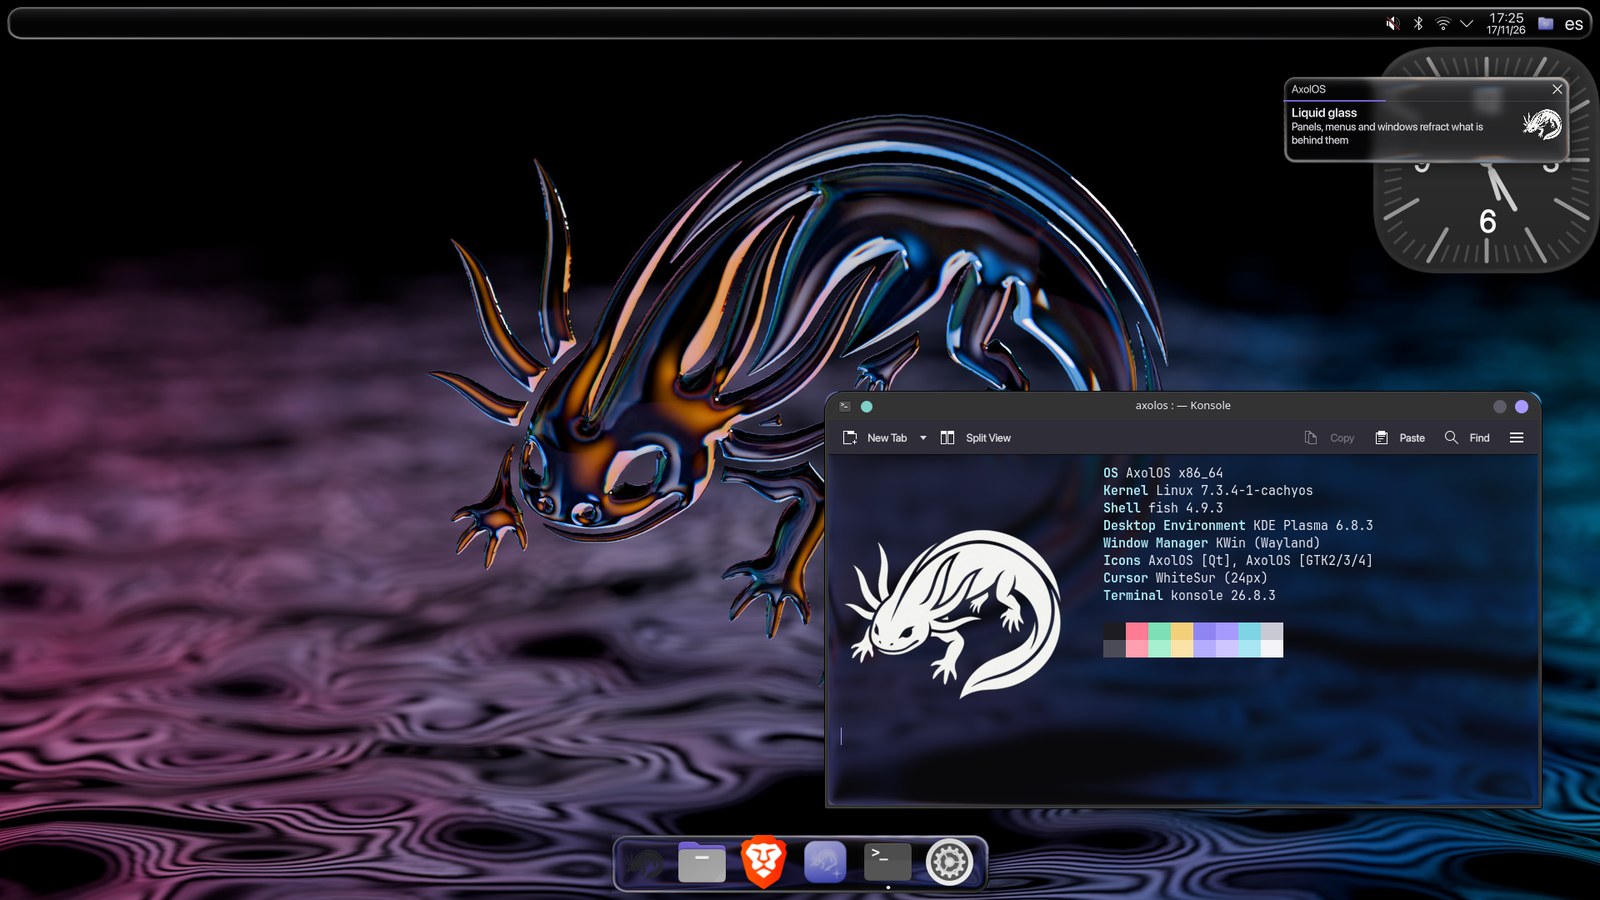 17:25
17/11/26
es
AxolOS
Liquid glass
Panels, menus and windows refract what is
behind them
6
axolos : — Konsole
New Tab
Split View
Copy
Paste
Find
OS AxolOS x86_64
Kernel Linux 7.3.4-1-cachyos
Shell fish 4.9.3
Desktop Environment KDE Plasma 6.8.3
Window Manager KWin (Wayland)
Icons AxolOS [Qt], AxolOS [GTK2/3/4]
Cursor WhiteSur (24px)
Terminal konsole 26.8.3
>_